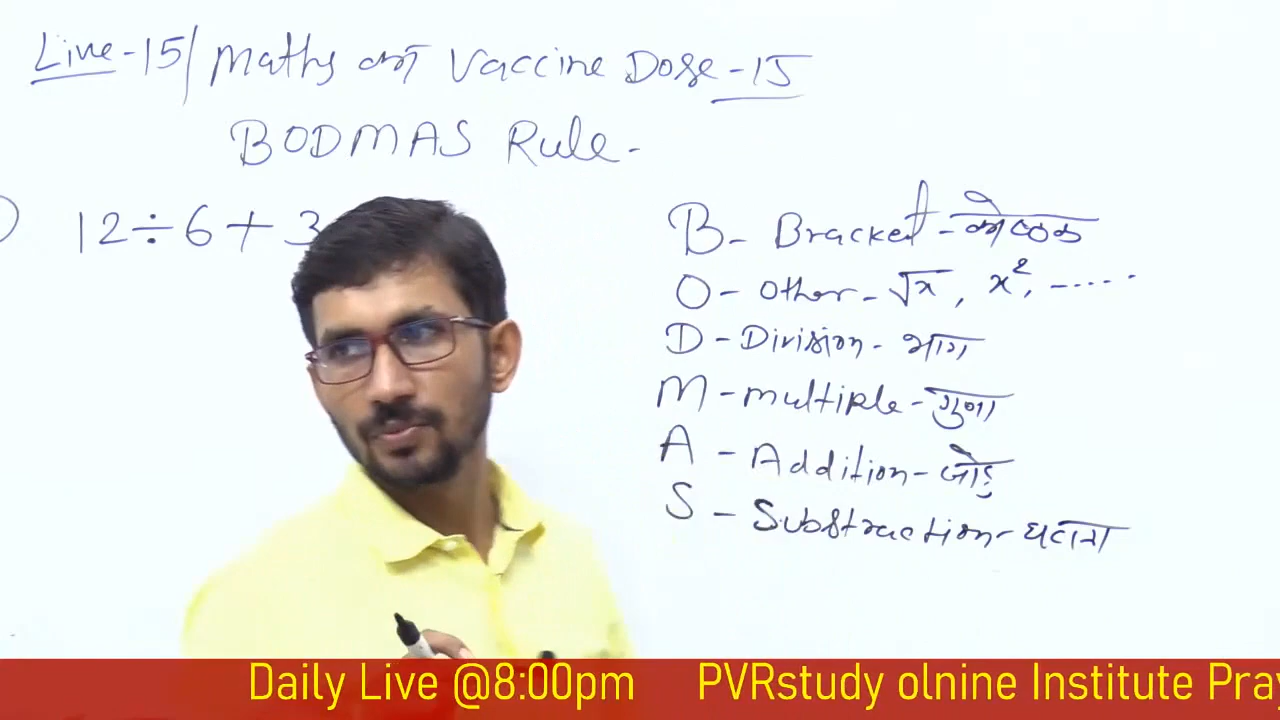 Live-15/ Maths का Vaccine Dose-15
BODMAS Rule-
12÷6+3
B- Bracket-कोष्ठक
O- Other- √x, x², -----
D-Division- भाग
M-multiple-गुणा
A - Addition-जोड़
S - Substraction-घटाना
Daily Live @8:00pm PVRstudy olnine Institute Pray